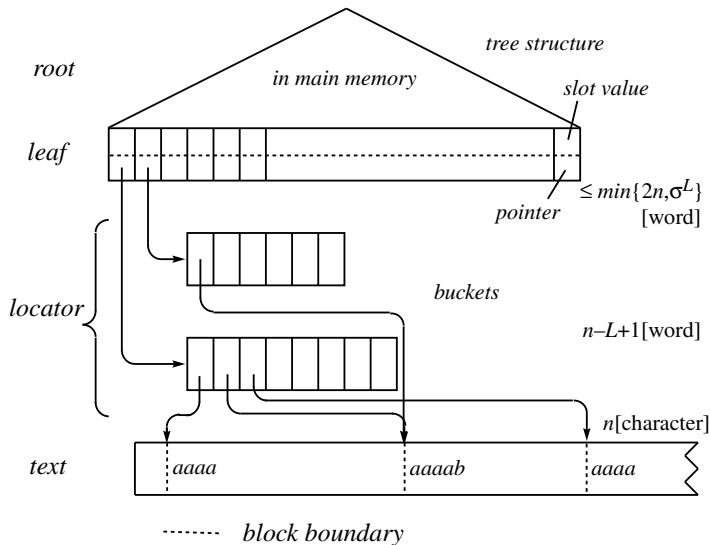 tree structure
root
in main memory
slot value
leaf
≤ min{2n,σ^L}
pointer
[word]
buckets
locator
n–L+1[word]
n[character]
text
aaaa
aaaab
aaaa
block boundary